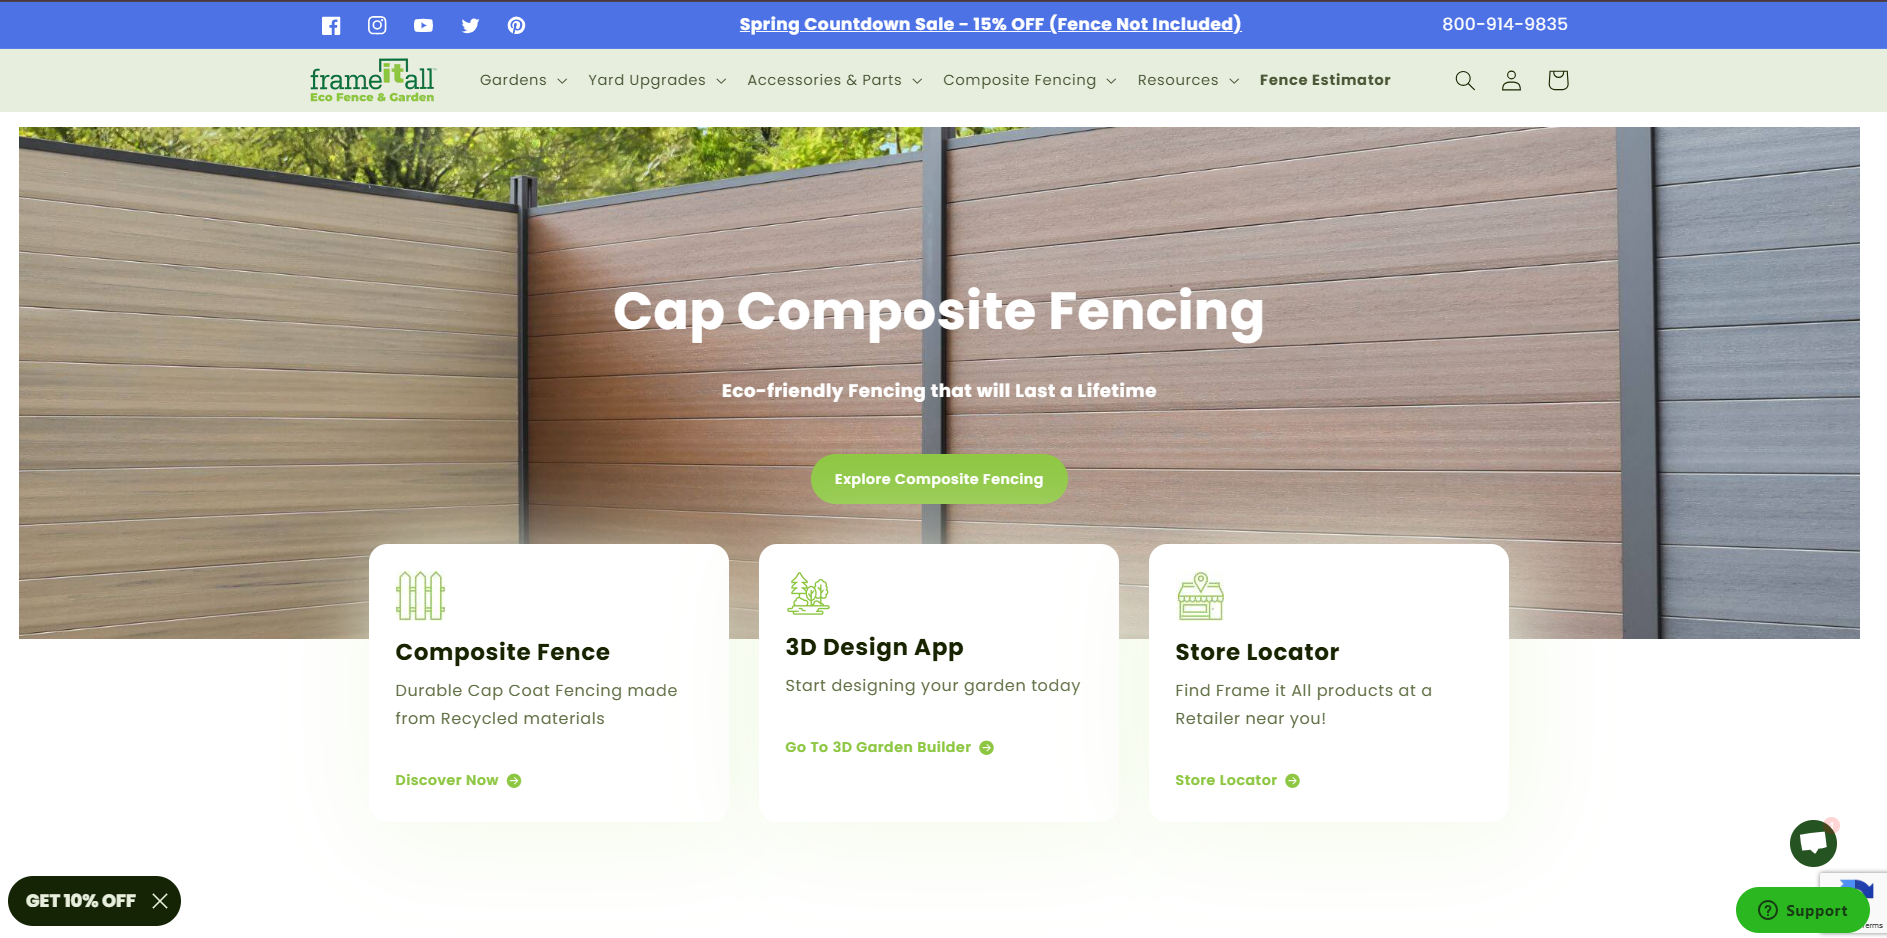 Spring Countdown Sale - 15% OFF (Fence Not Included)
800-914-9835
frame it all
Eco Fence & Garden
Gardens
Yard Upgrades
Accessories & Parts
Composite Fencing
Resources
Fence Estimator
Cap Composite Fencing
Eco-friendly Fencing that will Last a Lifetime
Explore Composite Fencing
Composite Fence
Durable Cap Coat Fencing made
from Recycled materials
Discover Now
3D Design App
Start designing your garden today
Go To 3D Garden Builder
Store Locator
Find Frame it All products at a
Retailer near you!
Store Locator
GET 10% OFF
Support